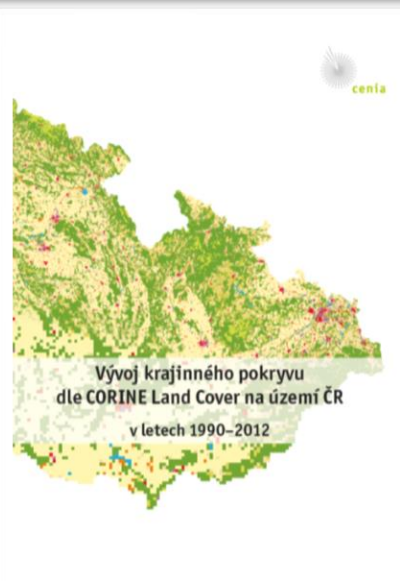 cenia
Vývoj krajinného pokryvu
dle CORINE Land Cover na území ČR
v letech 1990–2012